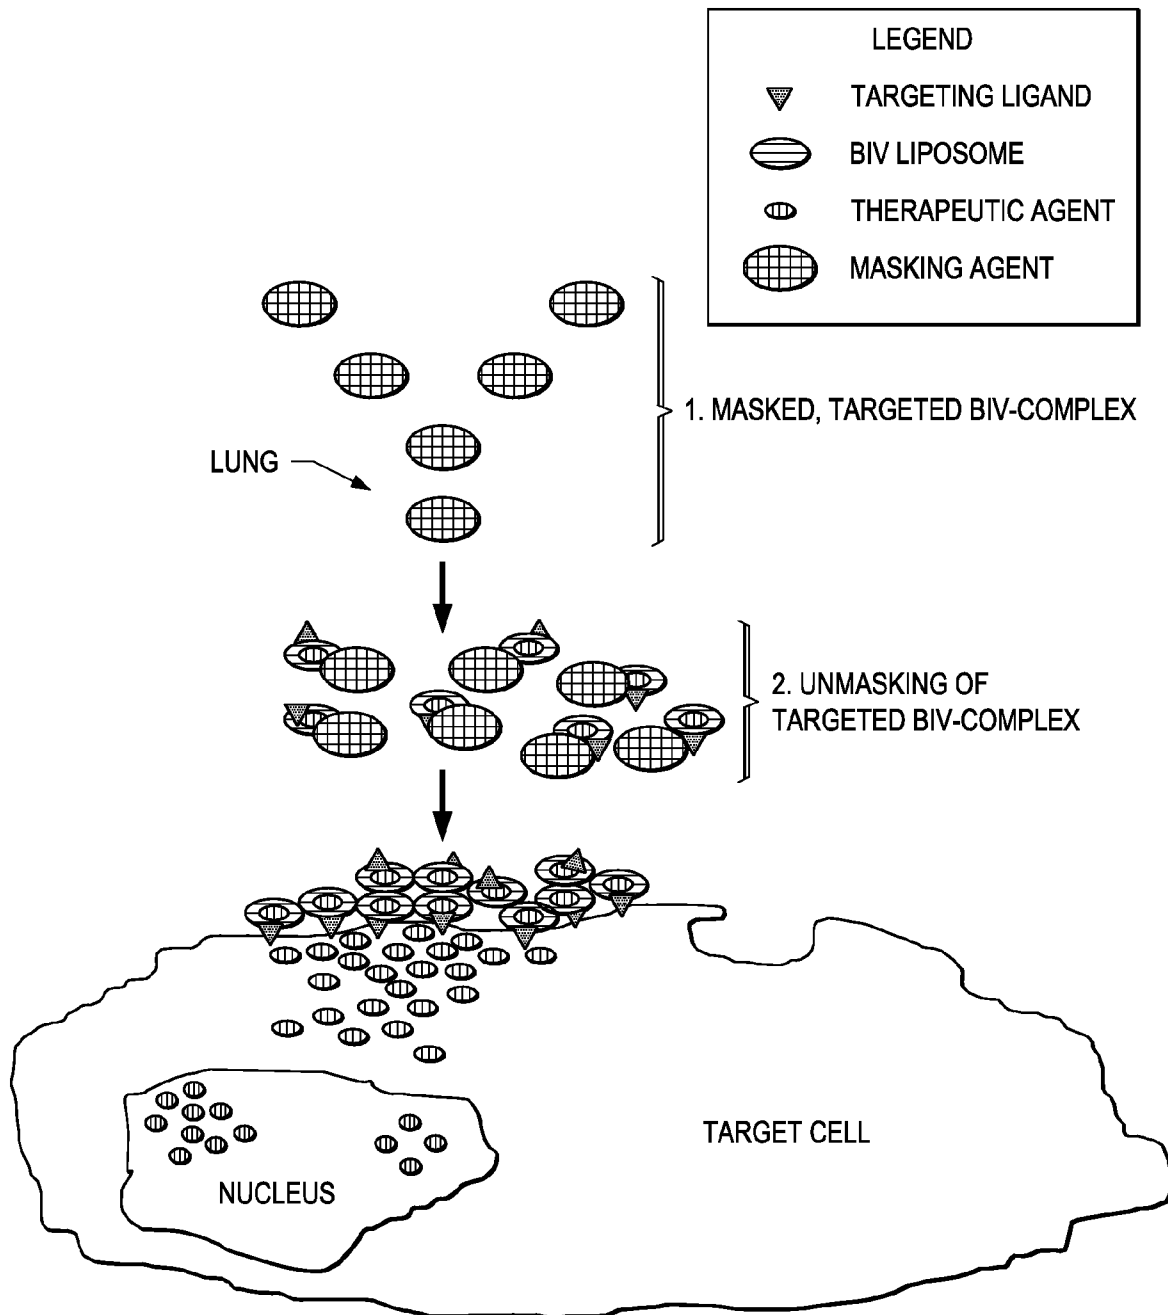 LEGEND
TARGETING LIGAND
BIV LIPOSOME
THERAPEUTIC AGENT
MASKING AGENT
1. MASKED, TARGETED BIV-COMPLEX
LUNG
2. UNMASKING OF
TARGETED BIV-COMPLEX
TARGET CELL
NUCLEUS